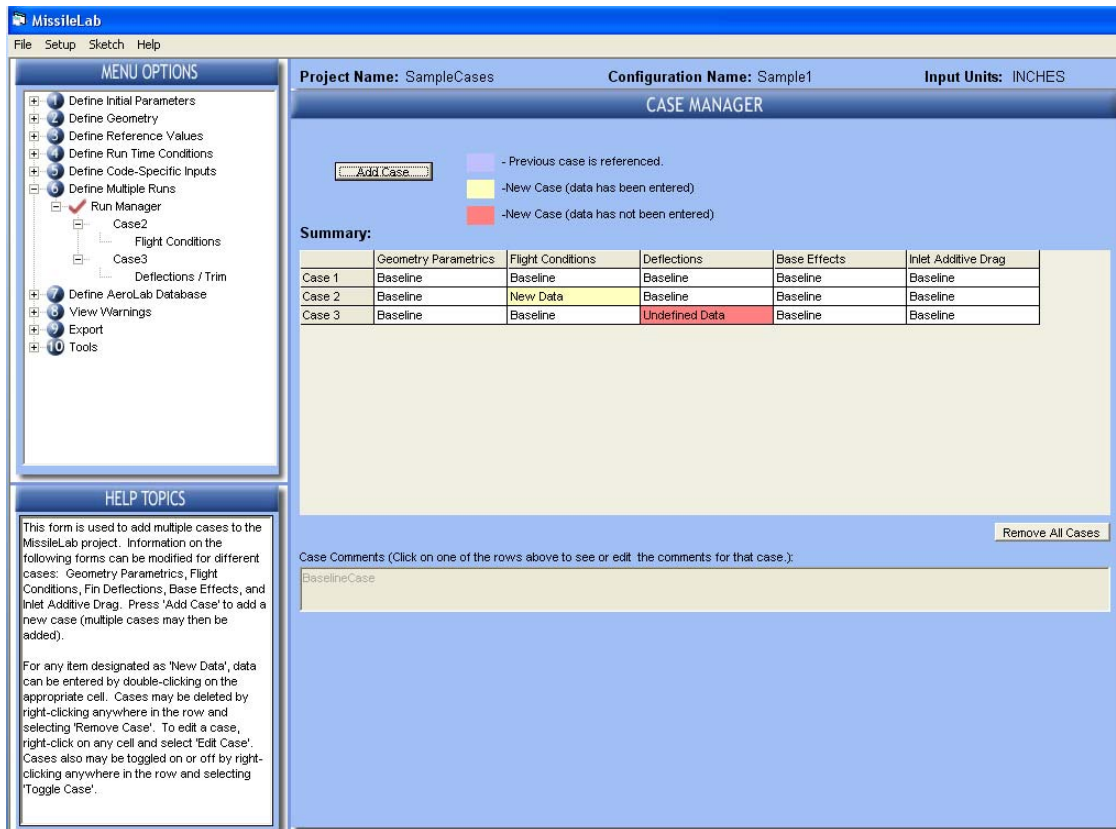 MissileLab
File Setup Sketch Help
MENU OPTIONS
1 Define Initial Parameters
2 Define Geometry
3 Define Reference Values
4 Define Run Time Conditions
5 Define Code-Specific Inputs
6 Define Multiple Runs
Run Manager
Case2
Flight Conditions
Case3
Deflections / Trim
7 Define AeroLab Database
8 View Warnings
9 Export
10 Tools
HELP TOPICS
This form is used to add multiple cases to the
MissileLab project. Information on the
following forms can be modified for different
cases: Geometry Parametrics, Flight
Conditions, Fin Deflections, Base Effects, and
Inlet Additive Drag. Press 'Add Case' to add a
new case (multiple cases may then be
added).
For any item designated as 'New Data', data
can be entered by double-clicking on the
appropriate cell. Cases may be deleted by
right-clicking anywhere in the row and
selecting 'Remove Case'. To edit a case,
right-click on any cell and select 'Edit Case'.
Cases also may be toggled on or off by right-
clicking anywhere in the row and selecting
'Toggle Case'.
Project Name: SampleCases Configuration Name: Sample1 Input Units: INCHES
CASE MANAGER
Add Case
- Previous case is referenced.
-New Case (data has been entered)
-New Case (data has not been entered)
Summary:
Geometry Parametrics Flight Conditions Deflections Base Effects Inlet Additive Drag
Case 1 Baseline Baseline Baseline Baseline Baseline
Case 2 Baseline New Data Baseline Baseline Baseline
Case 3 Baseline Baseline Undefined Data Baseline Baseline
Remove All Cases
Case Comments (Click on one of the rows above to see or edit the comments for that case.):
BaselineCase